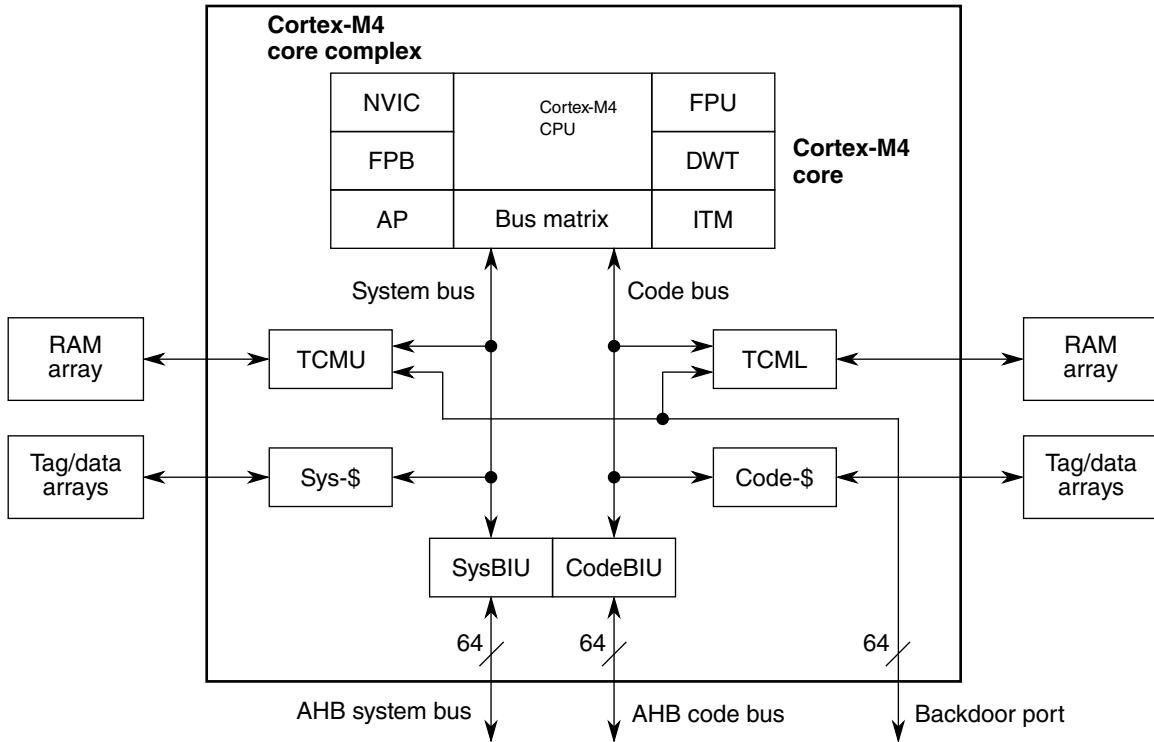 Cortex-M4
core complex
NVIC
Cortex-M4
CPU
FPU
FPB
DWT
Cortex-M4
core
AP
Bus matrix
ITM
System bus
Code bus
RAM
array
TCMU
TCML
RAM
array
Tag/data
arrays
Sys-$
Code-$
Tag/data
arrays
SysBIU
CodeBIU
64
64
64
AHB system bus
AHB code bus
Backdoor port